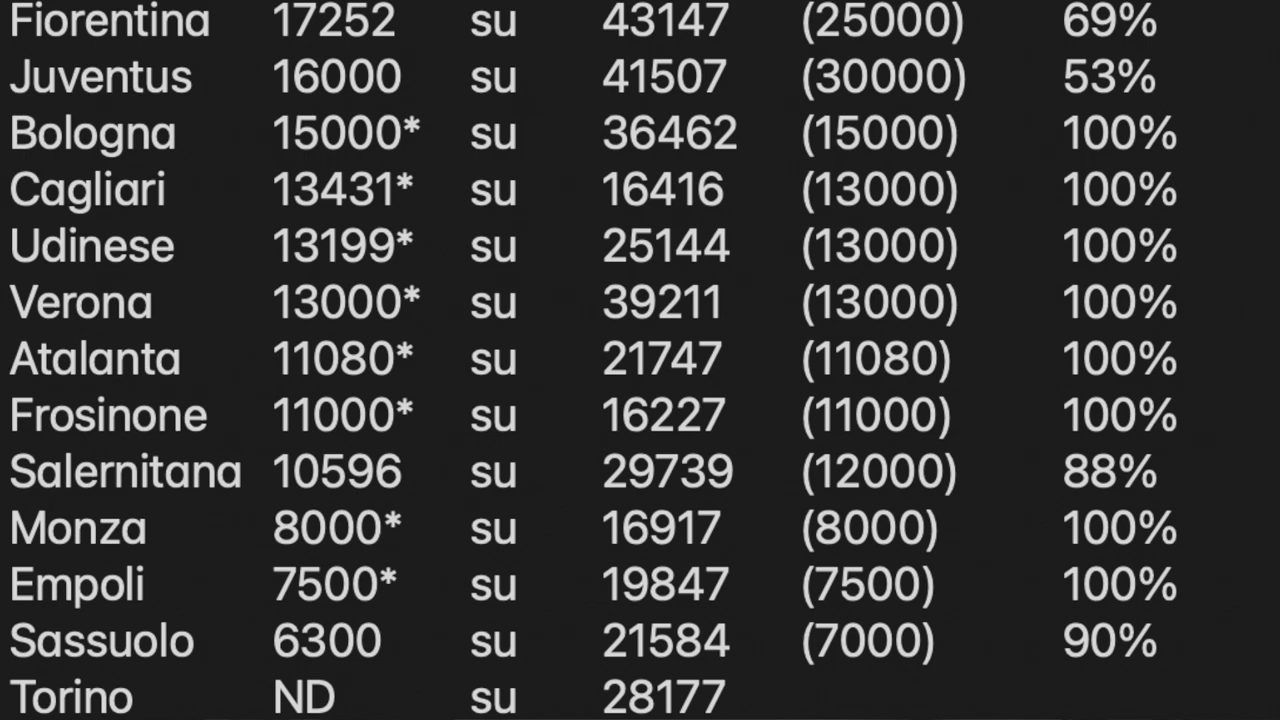 Fiorentina 17252 su 43147 (25000) 69%
Juventus 16000 su 41507 (30000) 53%
Bologna 15000* su 36462 (15000) 100%
Cagliari 13431* su 16416 (13000) 100%
Udinese 13199* su 25144 (13000) 100%
Verona 13000* su 39211 (13000) 100%
Atalanta 11080* su 21747 (11080) 100%
Frosinone 11000* su 16227 (11000) 100%
Salernitana 10596 su 29739 (12000) 88%
Monza 8000* su 16917 (8000) 100%
Empoli 7500* su 19847 (7500) 100%
Sassuolo 6300 su 21584 (7000) 90%
Torino ND su 28177